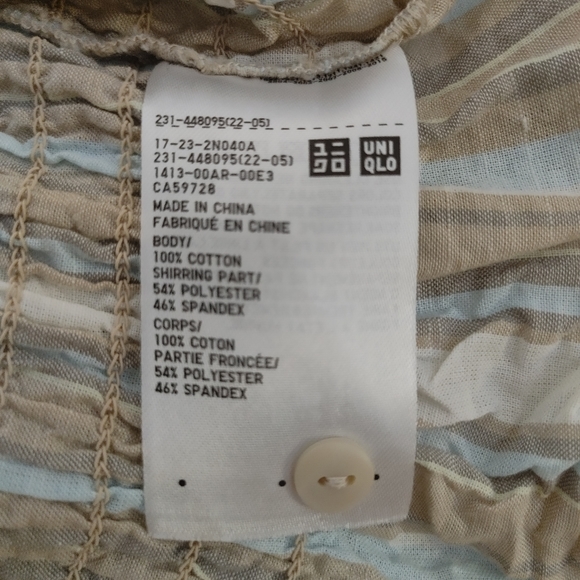 231-448095(22-05)
17-23-2N040A
231-448095(22-05)
1413-00AR-00E3
CA59728
ユニ
クロ
UNI
QLO
MADE IN CHINA
FABRIQUÉ EN CHINE
BODY/
100% COTTON
SHIRRING PART/
54% POLYESTER
46% SPANDEX
CORPS/
100% COTON
PARTIE FRONCÉE/
54% POLYESTER
46% SPANDEX